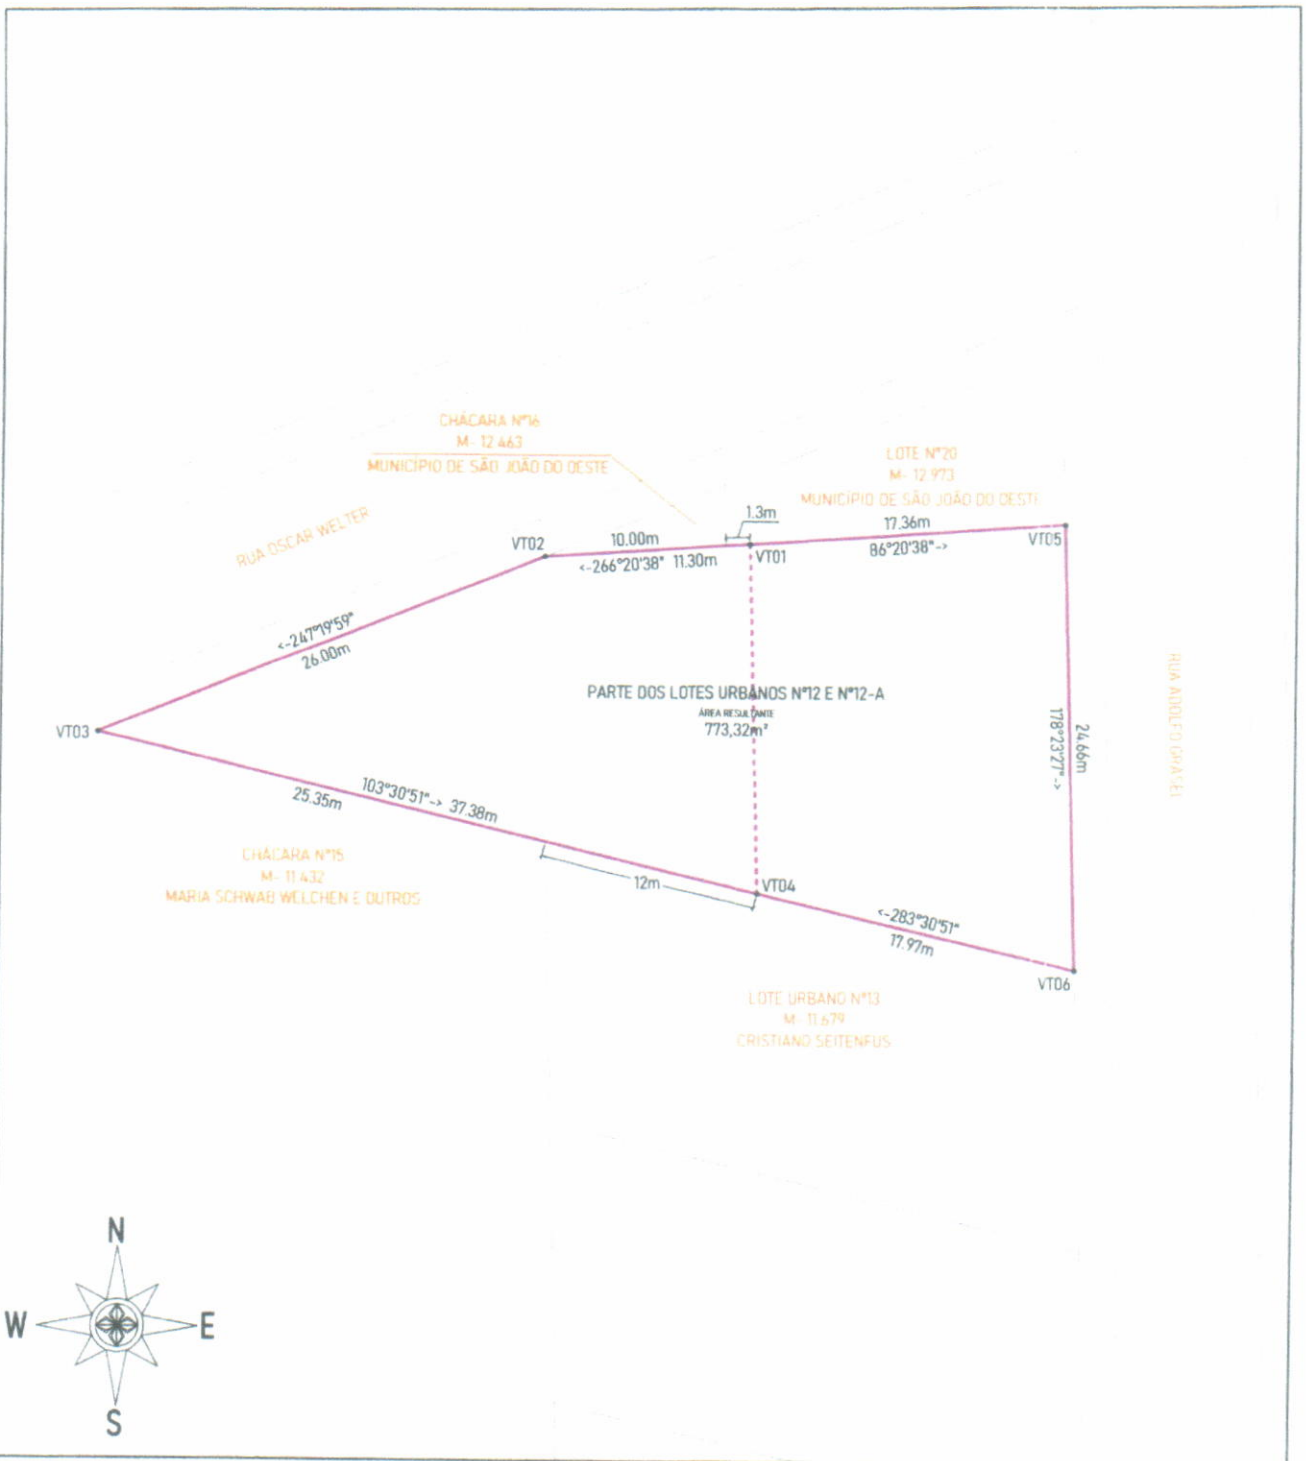 CHÁCARA Nº16
M- 12.463
MUNICÍPIO DE SÃO JOÃO DO OESTE
LOTE Nº20
M- 12.973
MUNICÍPIO DE SÃO JOÃO DO OESTE
RUA OSCAR WELTER
1.3m
VT02
10.00m
<-266°20'38" 11.30m
VT01
17.36m
86°20'38"->
VT05
<-247°19'59"
26.00m
PARTE DOS LOTES URBANOS Nº12 E Nº12-A
ÁREA RESULTANTE
773,32m²
RUA ADOLFO GRASEL
24.66m
178°23'27"->
VT03
103°30'51"-> 37.38m
25.35m
12m
VT04
<-283°30'51"
17.97m
VT06
CHÁCARA Nº15
M- 11.432
MARIA SCHWAB WELCHEN E OUTROS
LOTE URBANO Nº13
M- 11.679
CRISTIANO SEITENFUS
N
W
E
S